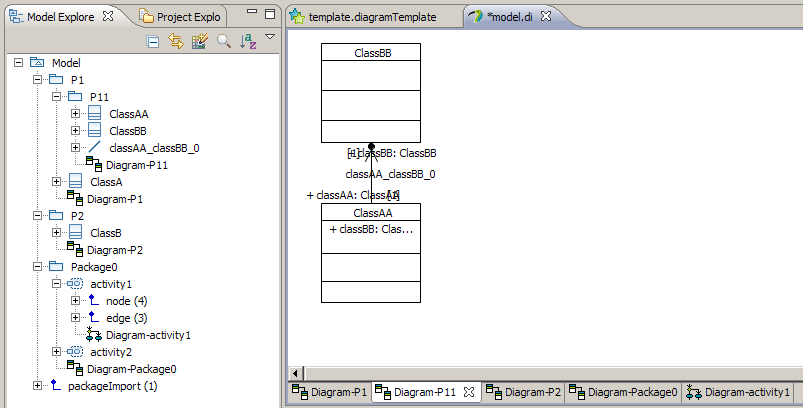 Model Explore
Project Explo
Model
P1
P11
ClassAA
ClassBB
classAA_classBB_0
Diagram-P11
ClassA
Diagram-P1
P2
ClassB
Diagram-P2
Package0
activity1
node (4)
edge (3)
Diagram-activity1
activity2
Diagram-Package0
packageImport (1)
template.diagramTemplate
*model.di
ClassBB
+ classBB: ClassBB
classAA_classBB_0
+ classAA: ClassAA
ClassAA
+ classBB: Clas...
Diagram-P1
Diagram-P11
Diagram-P2
Diagram-Package0
Diagram-activity1